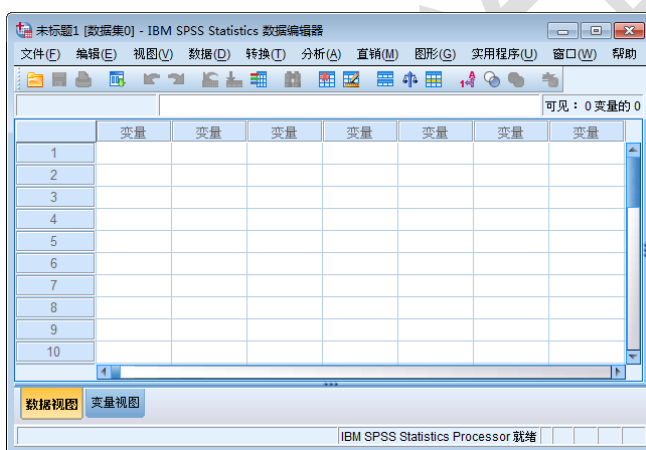 未标题1 [数据集0] - IBM SPSS Statistics 数据编辑器
文件(F) 编辑(E) 视图(V) 数据(D) 转换(T) 分析(A) 直销(M) 图形(G) 实用程序(U) 窗口(W) 帮助
可见：0变量的 0
变量 变量 变量 变量 变量 变量 变量
1
2
3
4
5
6
7
8
9
10
数据视图 变量视图
IBM SPSS Statistics Processor 就绪